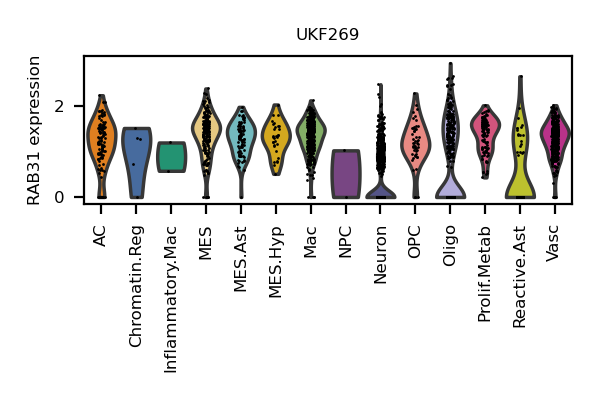 UKF269
RAB31 expression
2
0
AC
Chromatin.Reg
Inflammatory.Mac
MES
MES.Ast
MES.Hyp
Mac
NPC
Neuron
OPC
Oligo
Prolif.Metab
Reactive.Ast
Vasc